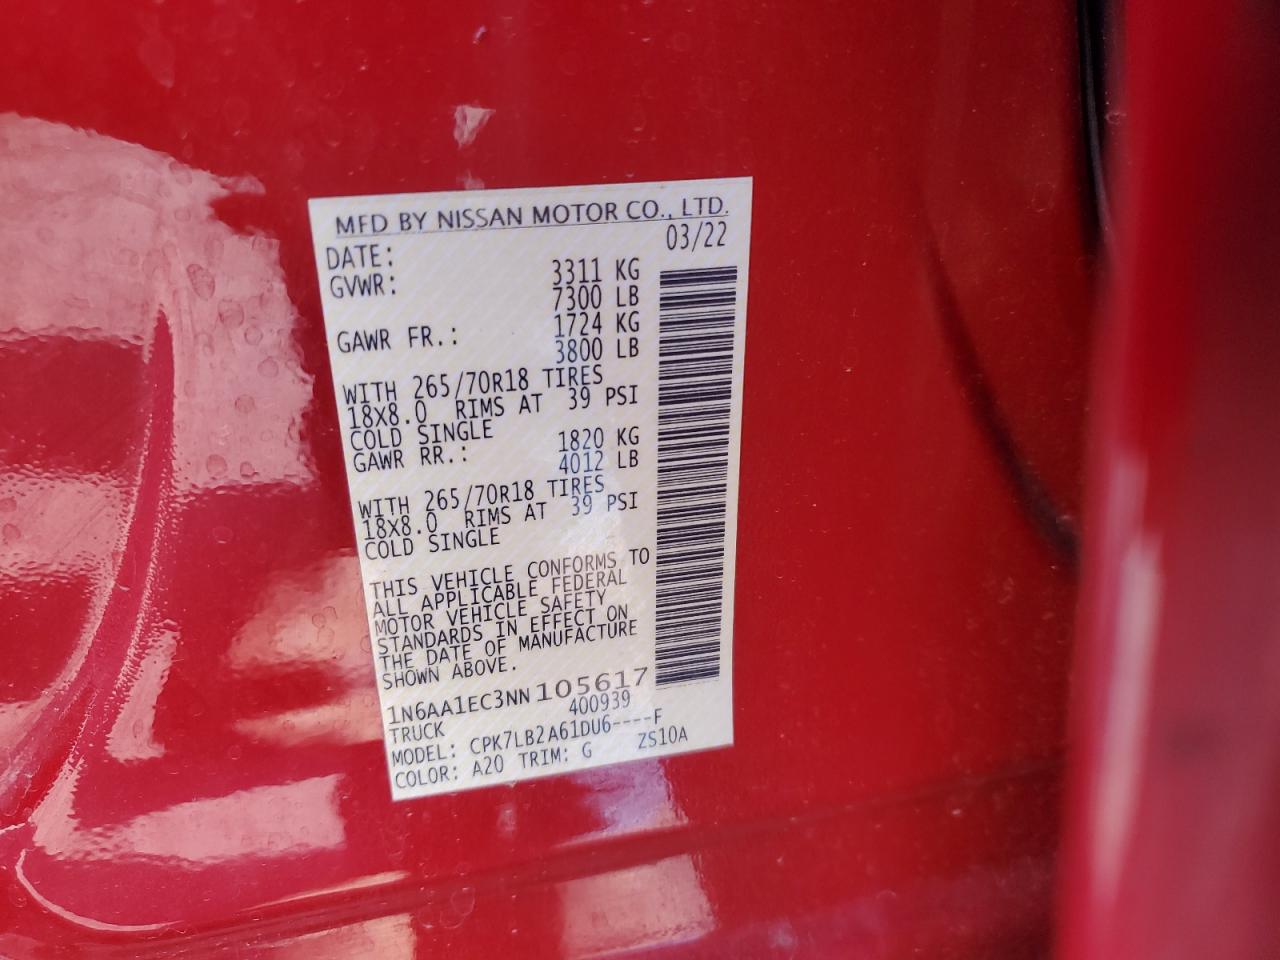 MFD BY NISSAN MOTOR CO., LTD.
DATE: 03/22
GVWR: 3311 KG
7300 LB
GAWR FR.: 1724 KG
3800 LB
WITH 265/70R18 TIRES
18X8.0 RIMS AT 39 PSI
COLD SINGLE
GAWR RR.: 1820 KG
4012 LB
WITH 265/70R18 TIRES
18X8.0 RIMS AT 39 PSI
COLD SINGLE
THIS VEHICLE CONFORMS TO
ALL APPLICABLE FEDERAL
MOTOR VEHICLE SAFETY
STANDARDS IN EFFECT ON
THE DATE OF MANUFACTURE
SHOWN ABOVE.
1N6AA1EC3NN105617
TRUCK 400939
MODEL: CPK7LB2A61DU6----F
COLOR: A20 TRIM: G ZS10A